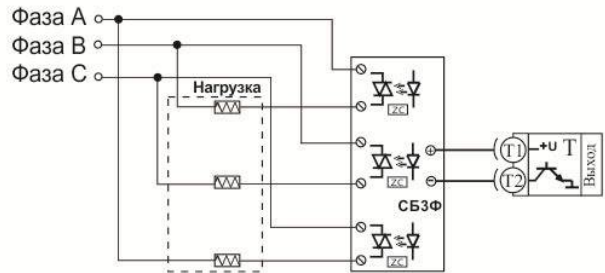 Фаза A
Фаза B
Фаза C
Нагрузка
ZC
ZC
ZC
+
−
СБ3Ф
T1
T2
+U
T
Выход